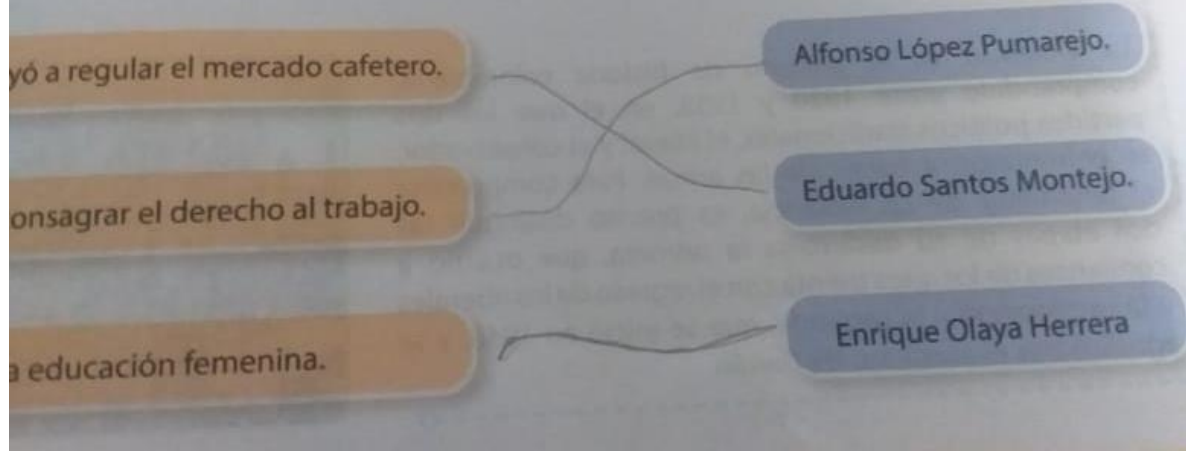 yó a regular el mercado cafetero.
Alfonso López Pumarejo.
onsagrar el derecho al trabajo.
Eduardo Santos Montejo.
a educación femenina.
Enrique Olaya Herrera